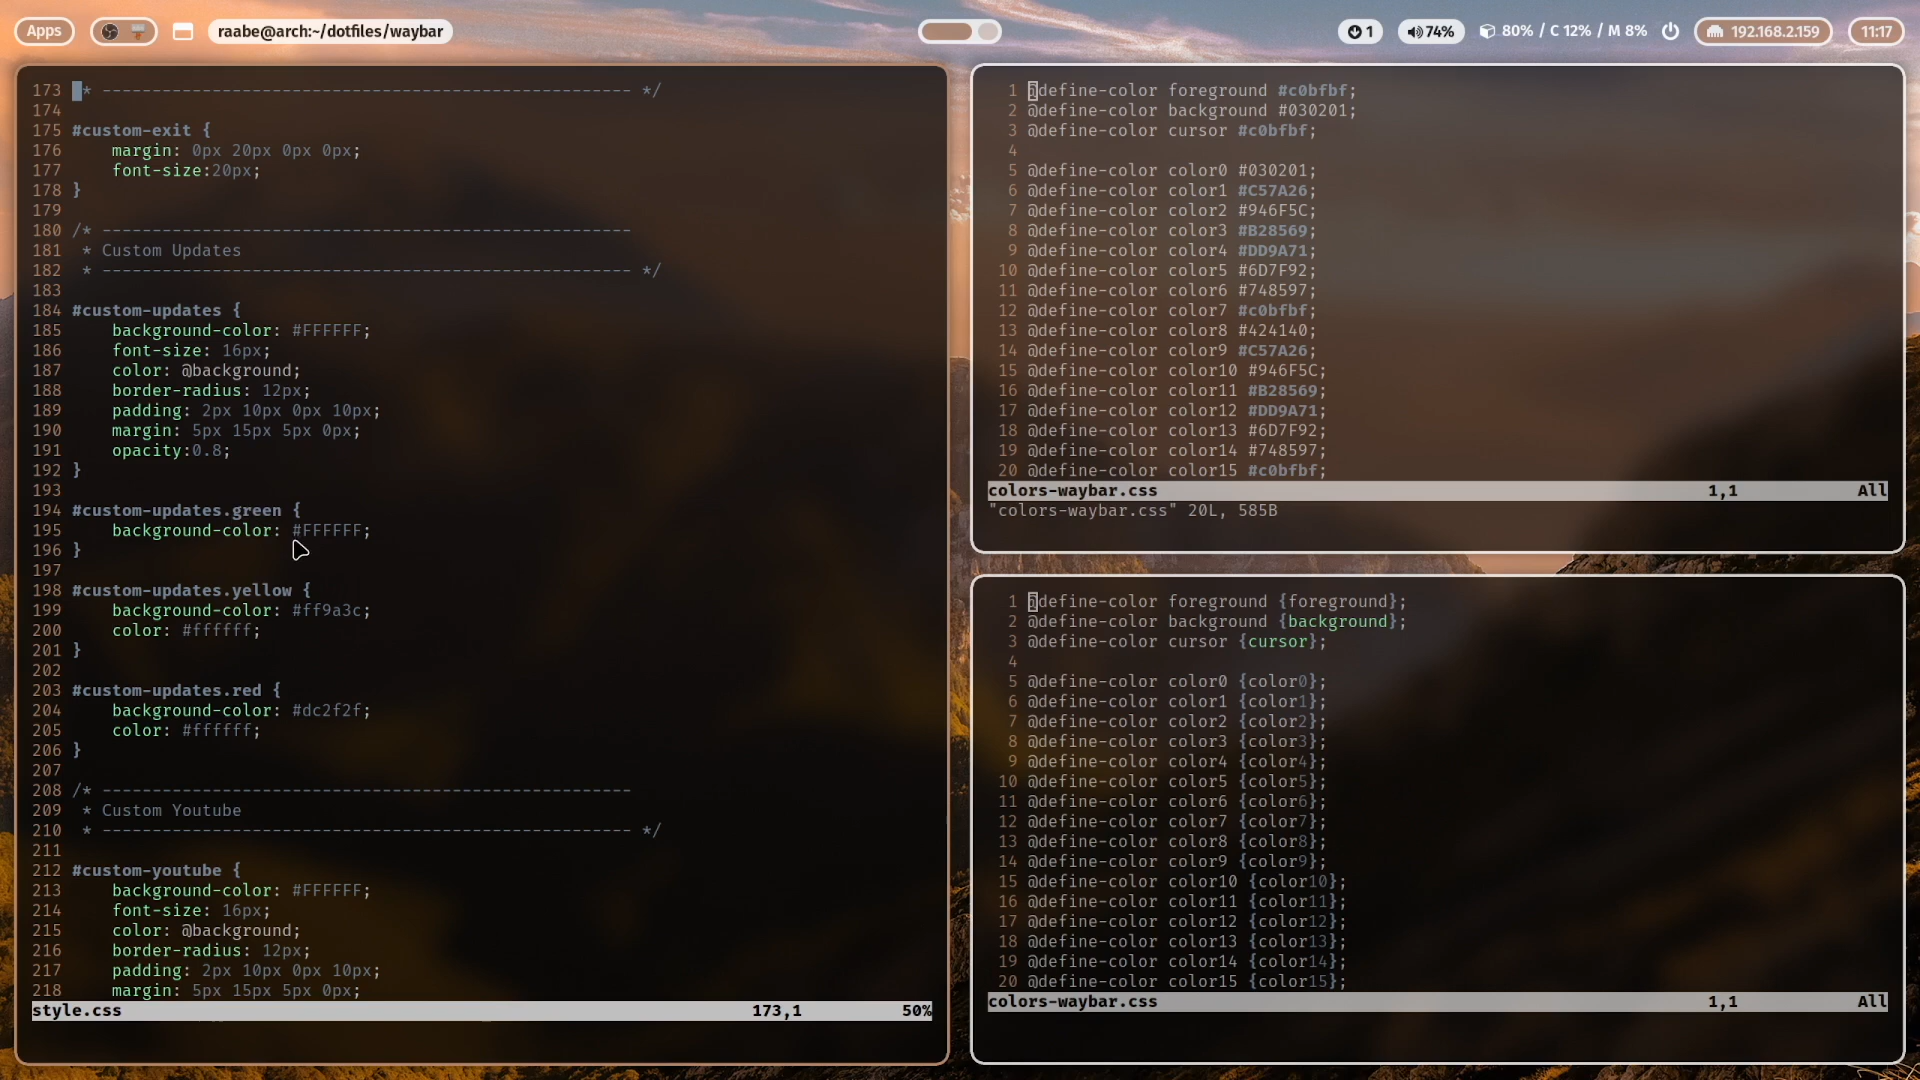 Apps
raabe@arch:~/dotfiles/waybar
1
74%
80% / C 12% / M 8%
192.168.2.159
11:17
173  * ----------------------------------------------------- */
174
175 #custom-exit {
176     margin: 0px 20px 0px 0px;
177     font-size:20px;
178 }
179
180 /* -----------------------------------------------------
181  * Custom Updates
182  * ----------------------------------------------------- */
183
184 #custom-updates {
185     background-color: #FFFFFF;
186     font-size: 16px;
187     color: @background;
188     border-radius: 12px;
189     padding: 2px 10px 0px 10px;
190     margin: 5px 15px 5px 0px;
191     opacity:0.8;
192 }
193
194 #custom-updates.green {
195     background-color: #FFFFFF;
196 }
197
198 #custom-updates.yellow {
199     background-color: #ff9a3c;
200     color: #ffffff;
201 }
202
203 #custom-updates.red {
204     background-color: #dc2f2f;
205     color: #ffffff;
206 }
207
208 /* -----------------------------------------------------
209  * Custom Youtube
210  * ----------------------------------------------------- */
211
212 #custom-youtube {
213     background-color: #FFFFFF;
214     font-size: 16px;
215     color: @background;
216     border-radius: 12px;
217     padding: 2px 10px 0px 10px;
218     margin: 5px 15px 5px 0px;
style.css 173,1 50%
1 @define-color foreground #c0bfbf;
2 @define-color background #030201;
3 @define-color cursor #c0bfbf;
4
5 @define-color color0 #030201;
6 @define-color color1 #C57A26;
7 @define-color color2 #946F5C;
8 @define-color color3 #B28569;
9 @define-color color4 #DD9A71;
10 @define-color color5 #6D7F92;
11 @define-color color6 #748597;
12 @define-color color7 #c0bfbf;
13 @define-color color8 #424140;
14 @define-color color9 #C57A26;
15 @define-color color10 #946F5C;
16 @define-color color11 #B28569;
17 @define-color color12 #DD9A71;
18 @define-color color13 #6D7F92;
19 @define-color color14 #748597;
20 @define-color color15 #c0bfbf;
colors-waybar.css 1,1 All
"colors-waybar.css" 20L, 585B
1 @define-color foreground {foreground};
2 @define-color background {background};
3 @define-color cursor {cursor};
4
5 @define-color color0 {color0};
6 @define-color color1 {color1};
7 @define-color color2 {color2};
8 @define-color color3 {color3};
9 @define-color color4 {color4};
10 @define-color color5 {color5};
11 @define-color color6 {color6};
12 @define-color color7 {color7};
13 @define-color color8 {color8};
14 @define-color color9 {color9};
15 @define-color color10 {color10};
16 @define-color color11 {color11};
17 @define-color color12 {color12};
18 @define-color color13 {color13};
19 @define-color color14 {color14};
20 @define-color color15 {color15};
colors-waybar.css 1,1 All